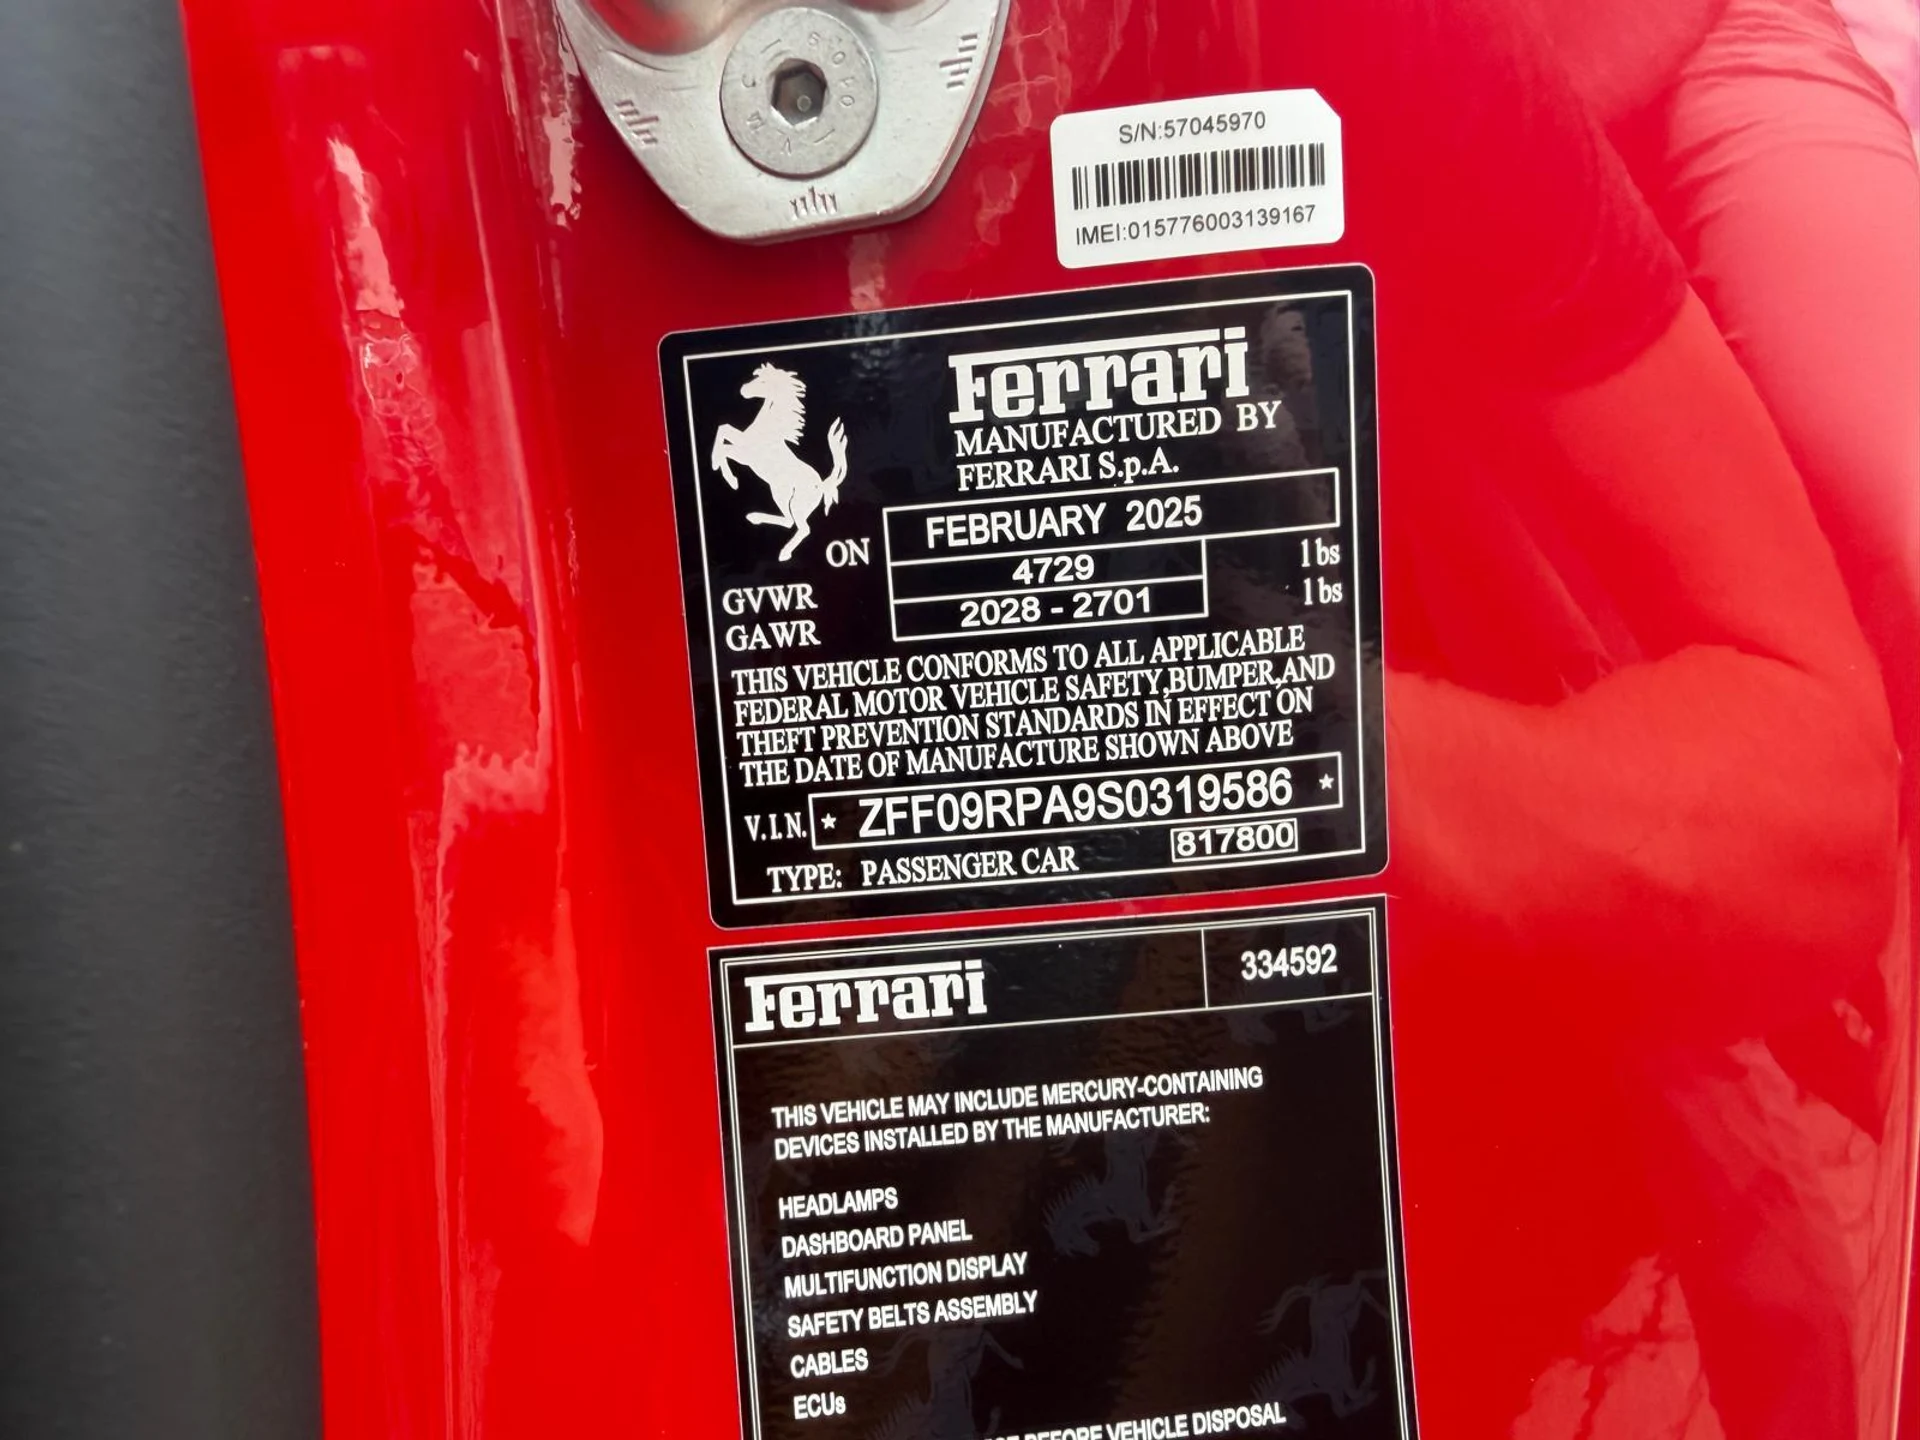 S/N:57045970
IMEI:015776003139167
Ferrari
MANUFACTURED BY
FERRARI S.p.A.
ON FEBRUARY 2025
GVWR 4729 lbs
GAWR 2028 - 2701 lbs
THIS VEHICLE CONFORMS TO ALL APPLICABLE
FEDERAL MOTOR VEHICLE SAFETY,BUMPER,AND
THEFT PREVENTION STANDARDS IN EFFECT ON
THE DATE OF MANUFACTURE SHOWN ABOVE
V.I.N. * ZFF09RPA9S0319586 *
TYPE: PASSENGER CAR 817800
Ferrari 334592
THIS VEHICLE MAY INCLUDE MERCURY-CONTAINING
DEVICES INSTALLED BY THE MANUFACTURER:
HEADLAMPS
DASHBOARD PANEL
MULTIFUNCTION DISPLAY
SAFETY BELTS ASSEMBLY
CABLES
ECUs
BEFORE VEHICLE DISPOSAL